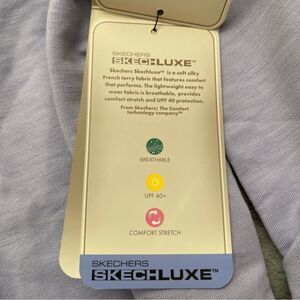 SKECHERS
SKECHLUXE™
Skechers Skechluxe™ is a soft silky
French terry fabric that features comfort
that performs. The lightweight easy to
wear fabric is breathable, provides
comfort stretch and UPF 40 protection.
From Skechers| The Comfort
technology company™
BREATHABLE
UPF 40+
COMFORT STRETCH
SKECHERS
SKECHLUXE™